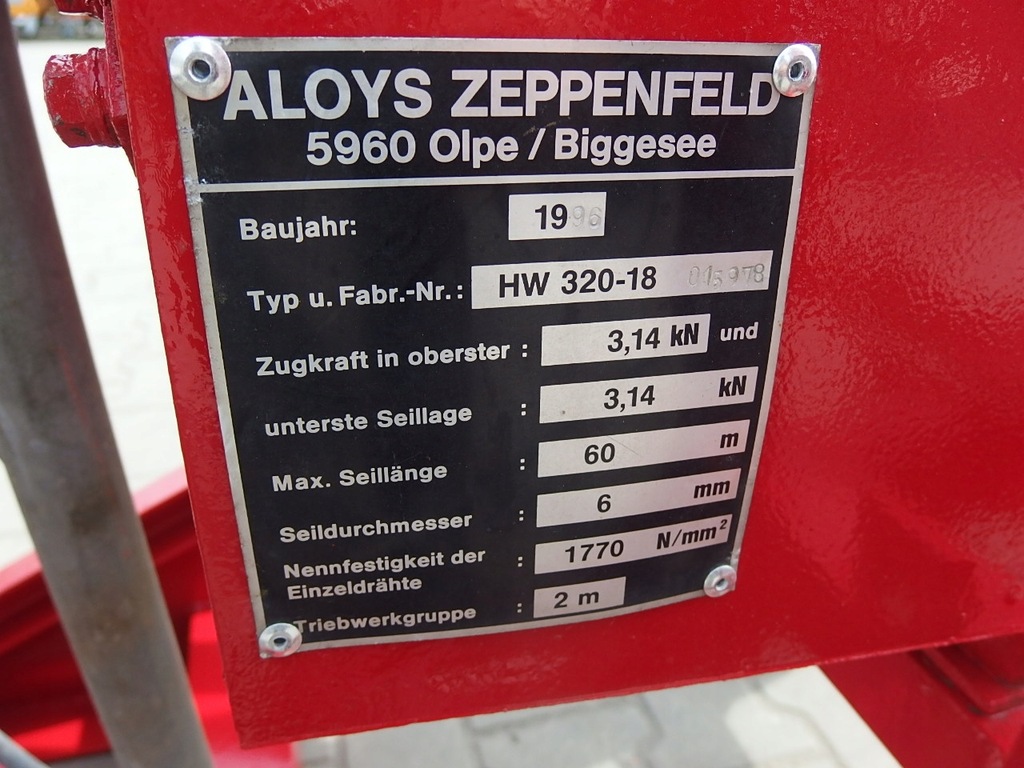 ALOYS ZEPPENFELD
5960 Olpe / Biggesee
Baujahr: 1996
Typ u. Fabr.-Nr.: HW 320-18 015978
Zugkraft in oberster : 3,14 kN und
unterste Seillage : 3,14 kN
Max. Seillänge : 60 m
Seildurchmesser : 6 mm
Nennfestigkeit der
Einzeldrähte : 1770 N/mm²
Triebwerkgruppe : 2 m